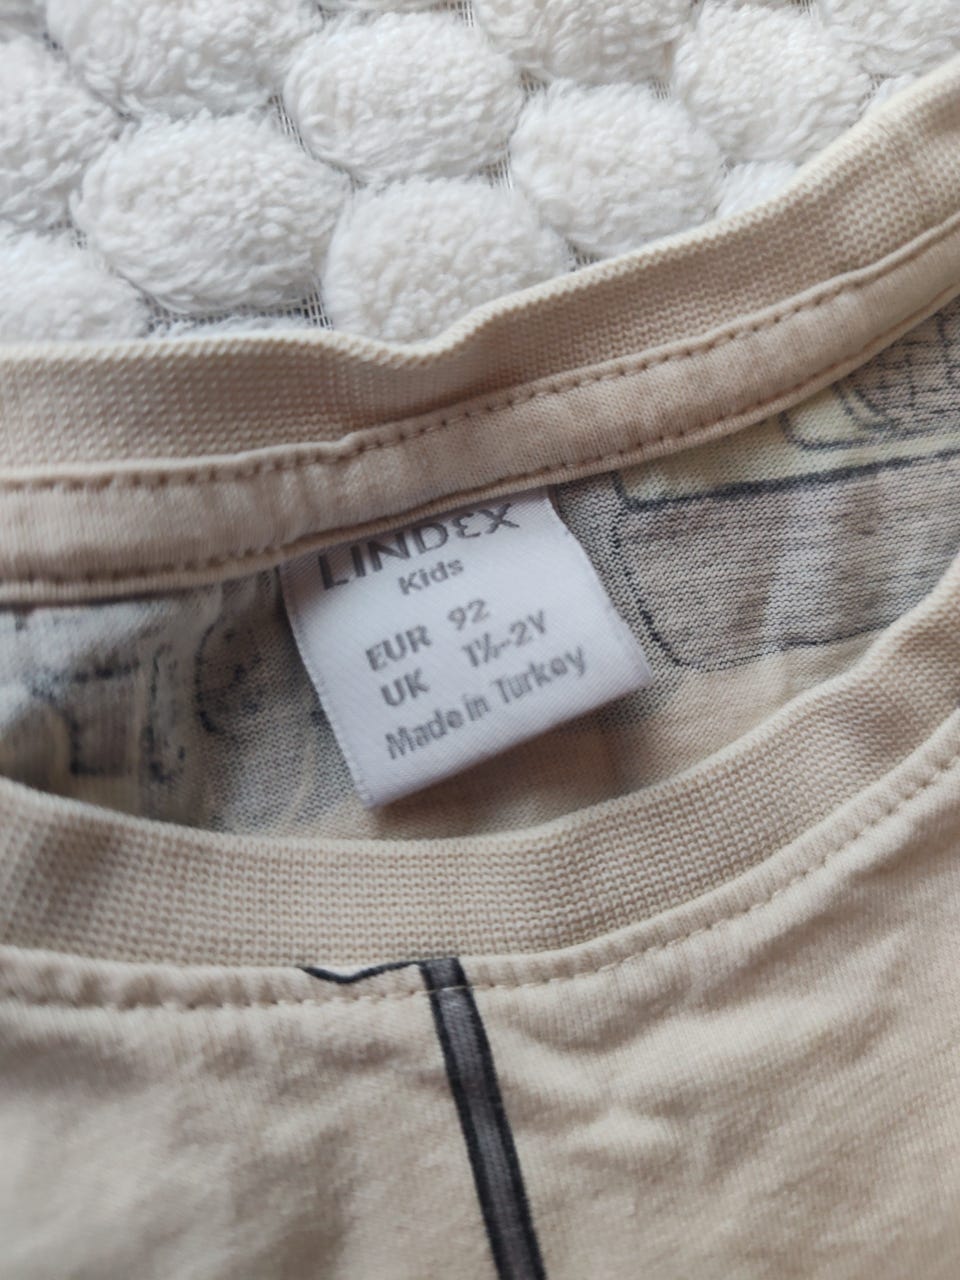 LINDEX
Kids
EUR 92
UK 1½-2Y
Made in Turkey